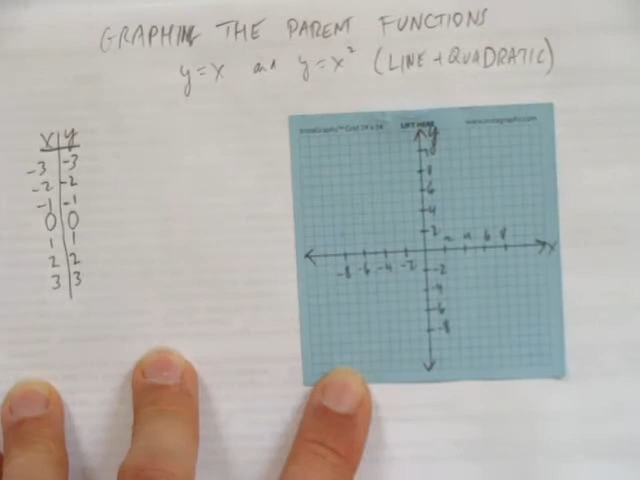 GRAPHING THE PARENT FUNCTIONS
y=x and y=x² (LINE + QUADRATIC)
x y
-3 -3
-2 -2
-1 -1
0 0
1 1
2 2
3 3
LIFT HERE
y
8
6
4
2
-8 -6 -4 -2 6 8 x
-2
-4
-6
-8